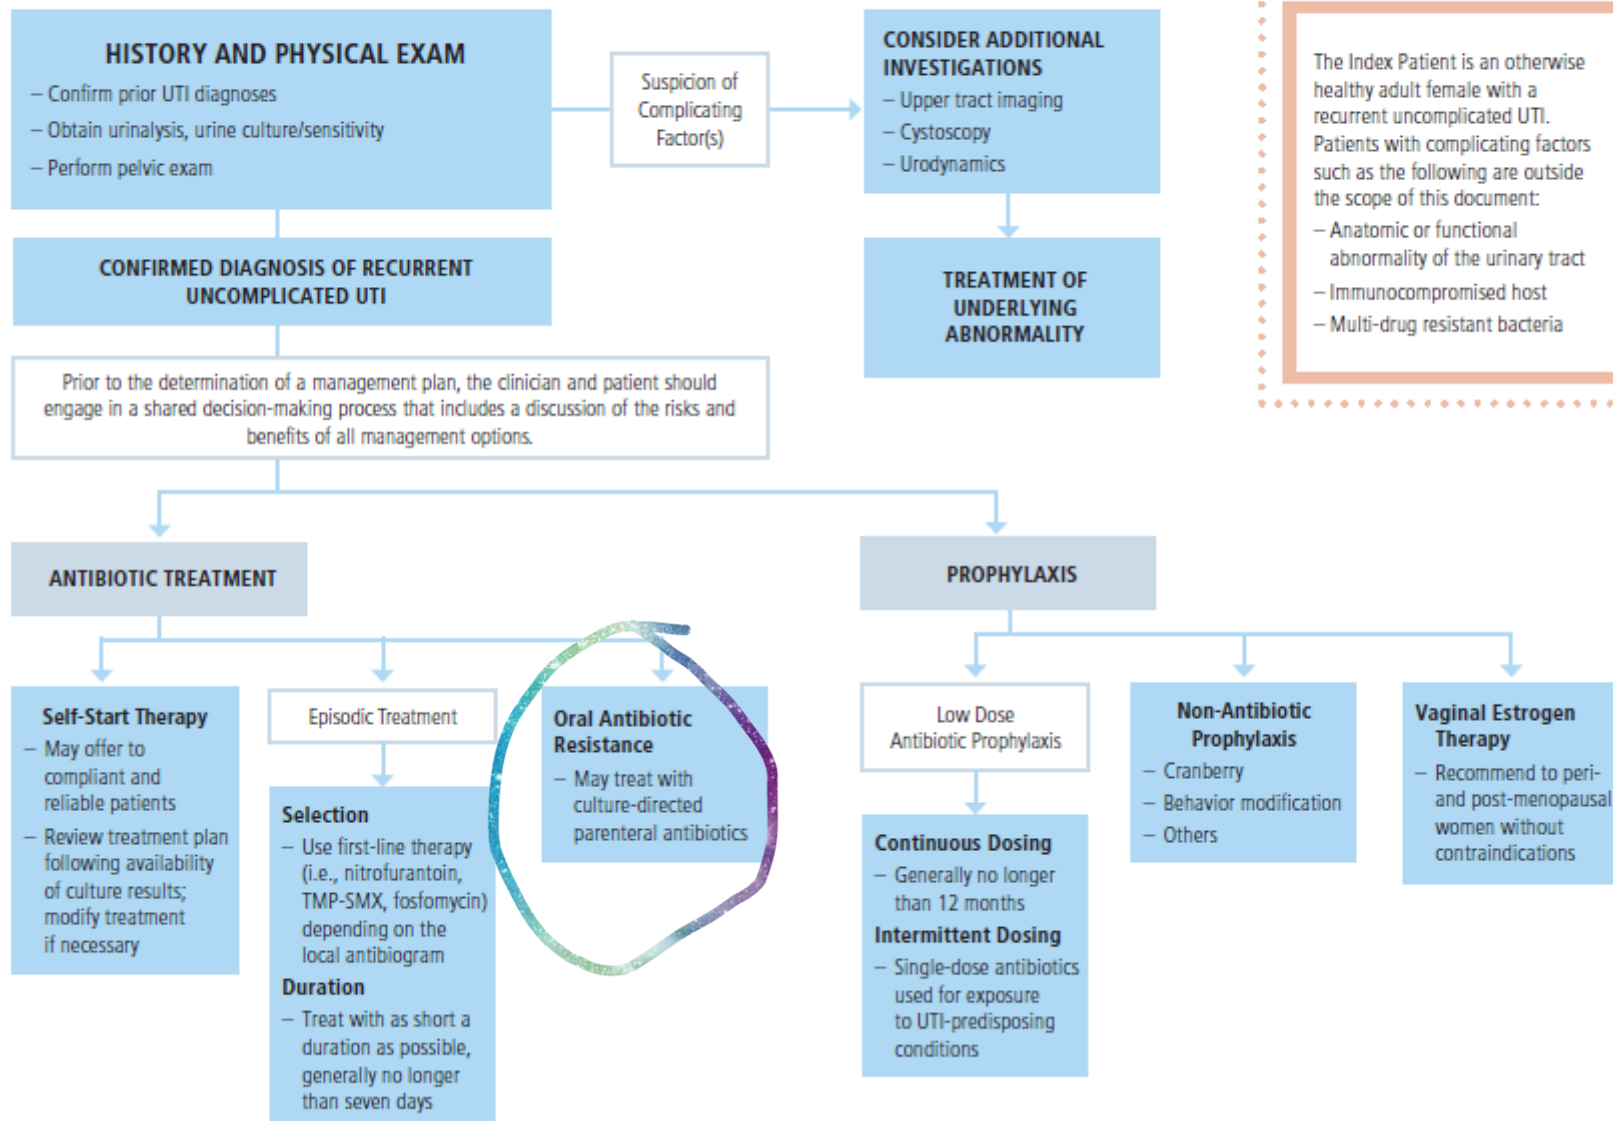 HISTORY AND PHYSICAL EXAM
– Confirm prior UTI diagnoses
– Obtain urinalysis, urine culture/sensitivity
– Perform pelvic exam
Suspicion of
Complicating
Factor(s)
CONSIDER ADDITIONAL
INVESTIGATIONS
– Upper tract imaging
– Cystoscopy
– Urodynamics
The Index Patient is an otherwise
healthy adult female with a
recurrent uncomplicated UTI.
Patients with complicating factors
such as the following are outside
the scope of this document:
– Anatomic or functional
abnormality of the urinary tract
– Immunocompromised host
– Multi-drug resistant bacteria
CONFIRMED DIAGNOSIS OF RECURRENT
UNCOMPLICATED UTI
TREATMENT OF
UNDERLYING
ABNORMALITY
Prior to the determination of a management plan, the clinician and patient should
engage in a shared decision-making process that includes a discussion of the risks and
benefits of all management options.
ANTIBIOTIC TREATMENT
Self-Start Therapy
– May offer to
compliant and
reliable patients
– Review treatment plan
following availability
of culture results;
modify treatment
if necessary
Episodic Treatment
Selection
– Use first-line therapy
(i.e., nitrofurantoin,
TMP-SMX, fosfomycin)
depending on the
local antibiogram
Duration
– Treat with as short a
duration as possible,
generally no longer
than seven days
Oral Antibiotic
Resistance
– May treat with
culture-directed
parenteral antibiotics
PROPHYLAXIS
Low Dose
Antibiotic Prophylaxis
Continuous Dosing
– Generally no longer
than 12 months
Intermittent Dosing
– Single-dose antibiotics
used for exposure
to UTI-predisposing
conditions
Non-Antibiotic
Prophylaxis
– Cranberry
– Behavior modification
– Others
Vaginal Estrogen
Therapy
– Recommend to peri-
and post-menopausal
women without
contraindications